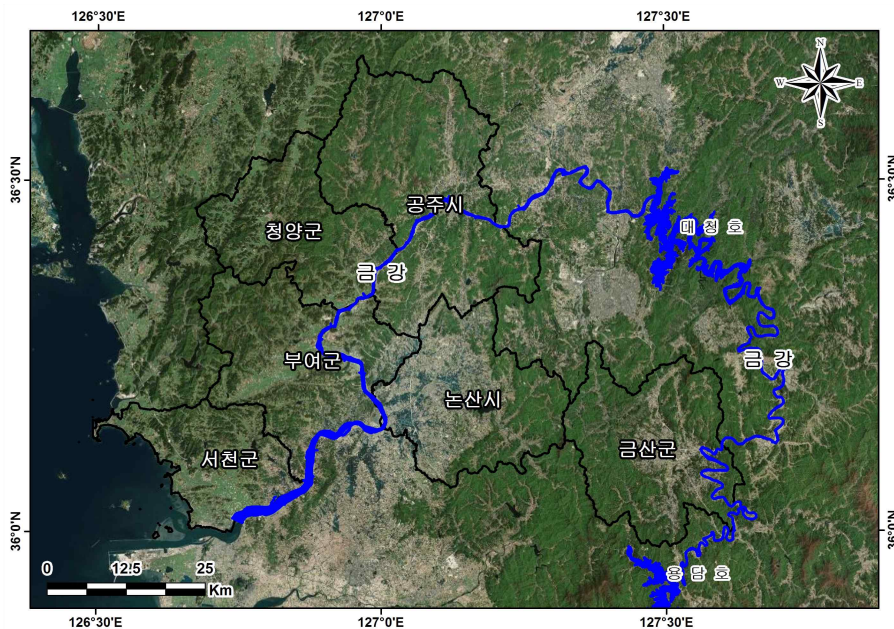 126°30'E 127°0'E 127°30'E
N
W E
S
36°30'N 36°30'N
공주시
청양군
대 청 호
금 강
부여군
금 강
논산시
금산군
서천군
36°0'N 36°0'N
용 담 호
0 12.5 25
Km
126°30'E 127°0'E 127°30'E